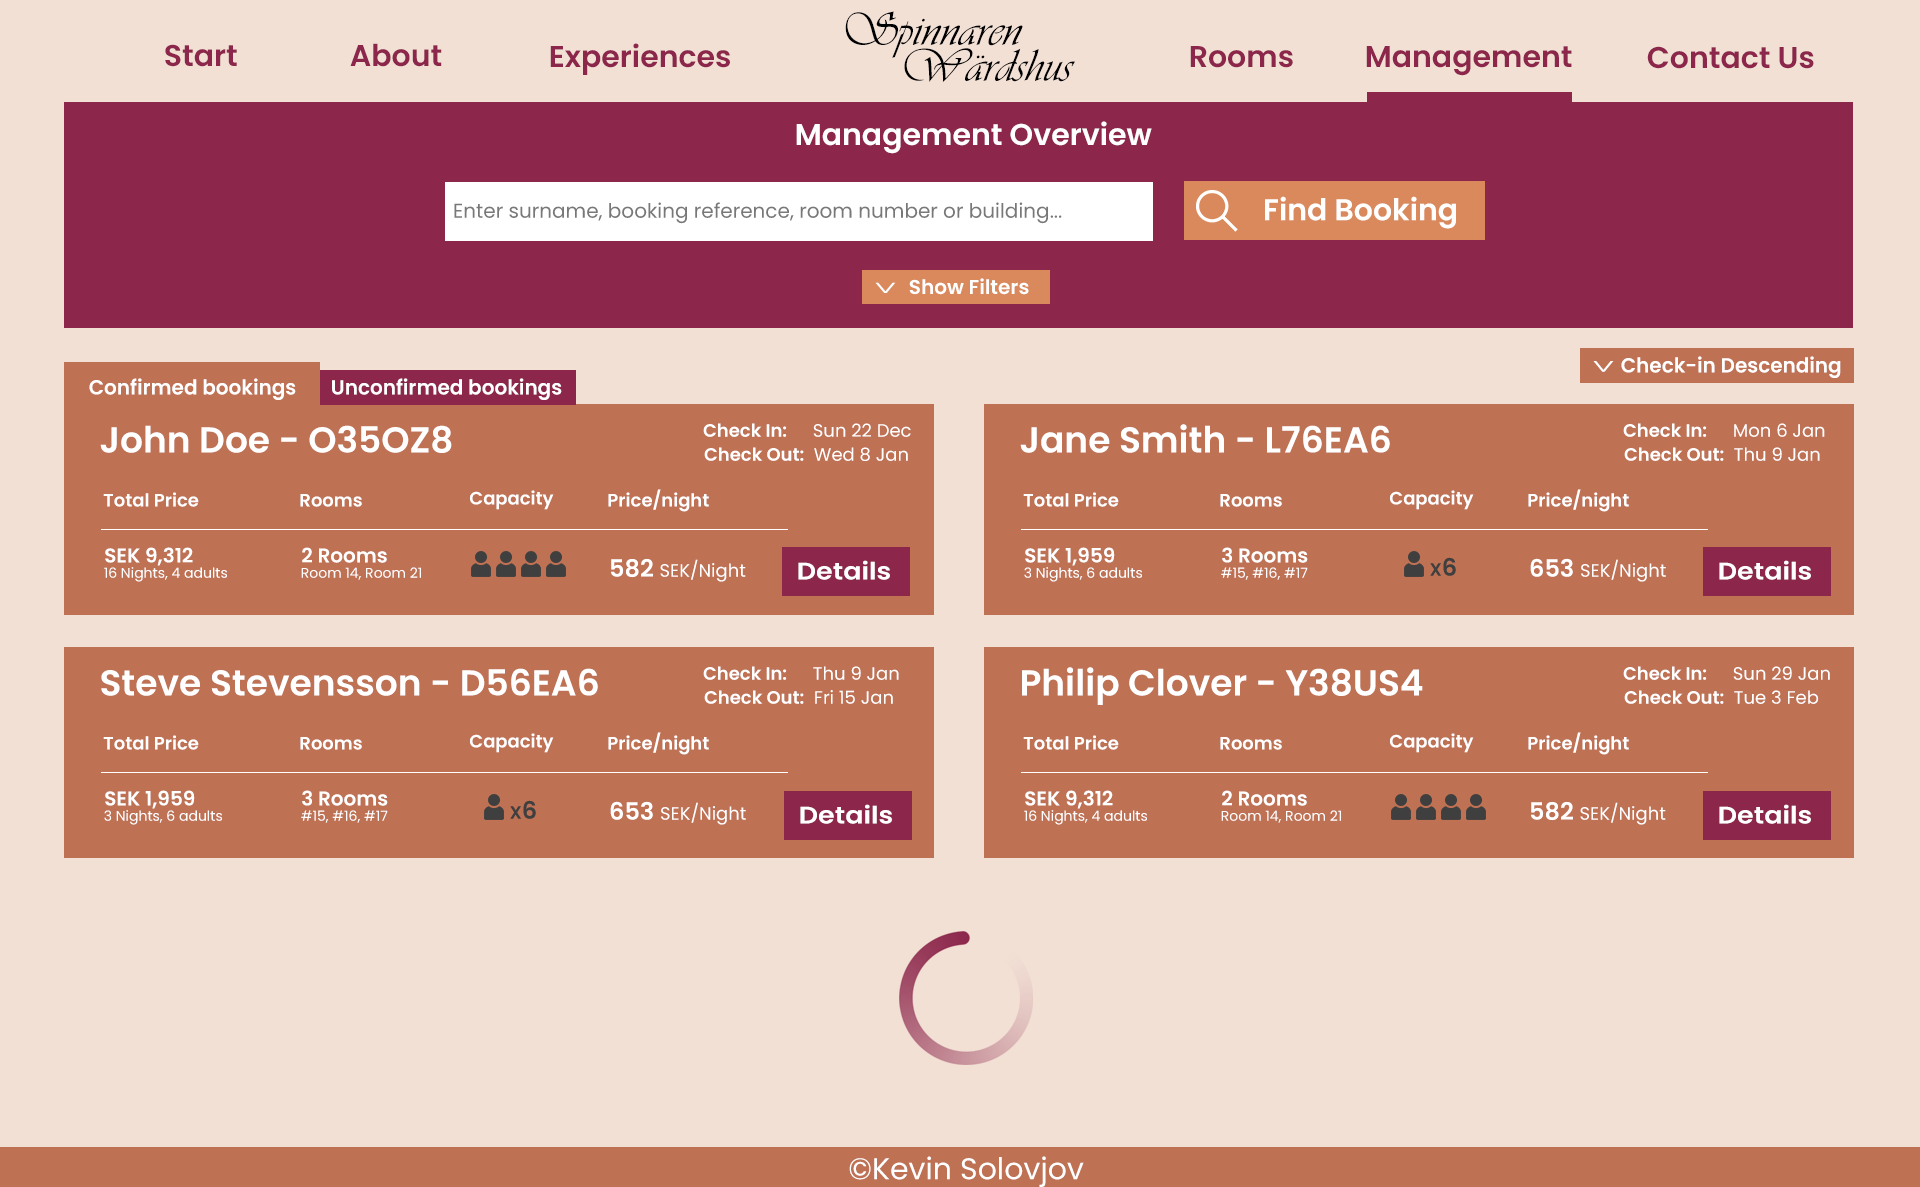 Start
About
Experiences
Spinnaren
Wärdshus
Rooms
Management
Contact Us
Management Overview
Enter surname, booking reference, room number or building...
Find Booking
Show Filters
Check-in Descending
Confirmed bookings
Unconfirmed bookings
John Doe - O35OZ8
Check In: Sun 22 Dec
Check Out: Wed 8 Jan
Total Price Rooms Capacity Price/night
SEK 9,312
16 Nights, 4 adults
2 Rooms
Room 14, Room 21
582 SEK/Night
Details
Jane Smith - L76EA6
Check In: Mon 6 Jan
Check Out: Thu 9 Jan
Total Price Rooms Capacity Price/night
SEK 1,959
3 Nights, 6 adults
3 Rooms
#15, #16, #17
x6
653 SEK/Night
Details
Steve Stevensson - D56EA6
Check In: Thu 9 Jan
Check Out: Fri 15 Jan
Total Price Rooms Capacity Price/night
SEK 1,959
3 Nights, 6 adults
3 Rooms
#15, #16, #17
x6
653 SEK/Night
Details
Philip Clover - Y38US4
Check In: Sun 29 Jan
Check Out: Tue 3 Feb
Total Price Rooms Capacity Price/night
SEK 9,312
16 Nights, 4 adults
2 Rooms
Room 14, Room 21
582 SEK/Night
Details
©Kevin Solovjov